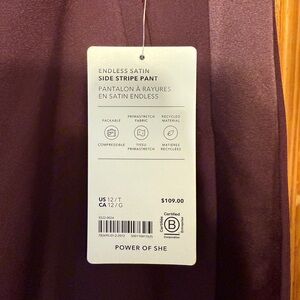 ENDLESS SATIN
SIDE STRIPE PANT
PANTALON À RAYURES
EN SATIN ENDLESS
PACKABLE
PRIMASTRETCH
FABRIC
RECYCLED
MATERIAL
COMPRESSIBLE
TISSU
PRIMASTRETCH
MATIÈRES
RECYCLÉES
US 12 / T
CA 12 / G
$109.00
Certified
B
Corporation
POWER OF SHE